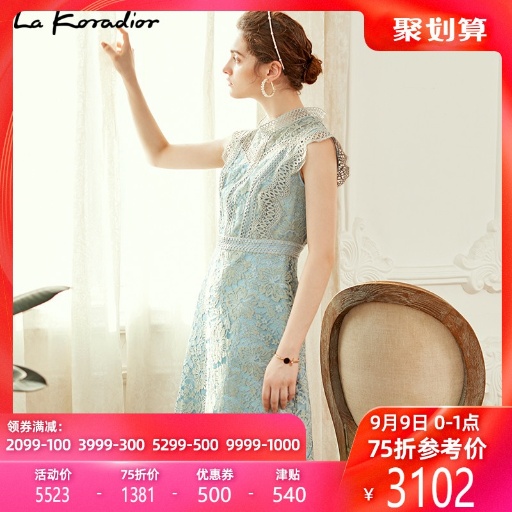 La Koradior
聚划算
领券满减:
2099-100 3999-300 5299-500 9999-1000
活动价 75折价 优惠券 津贴
5523 - 1381 - 500 - 540
9月9日 0-1点
75折参考价
¥3102